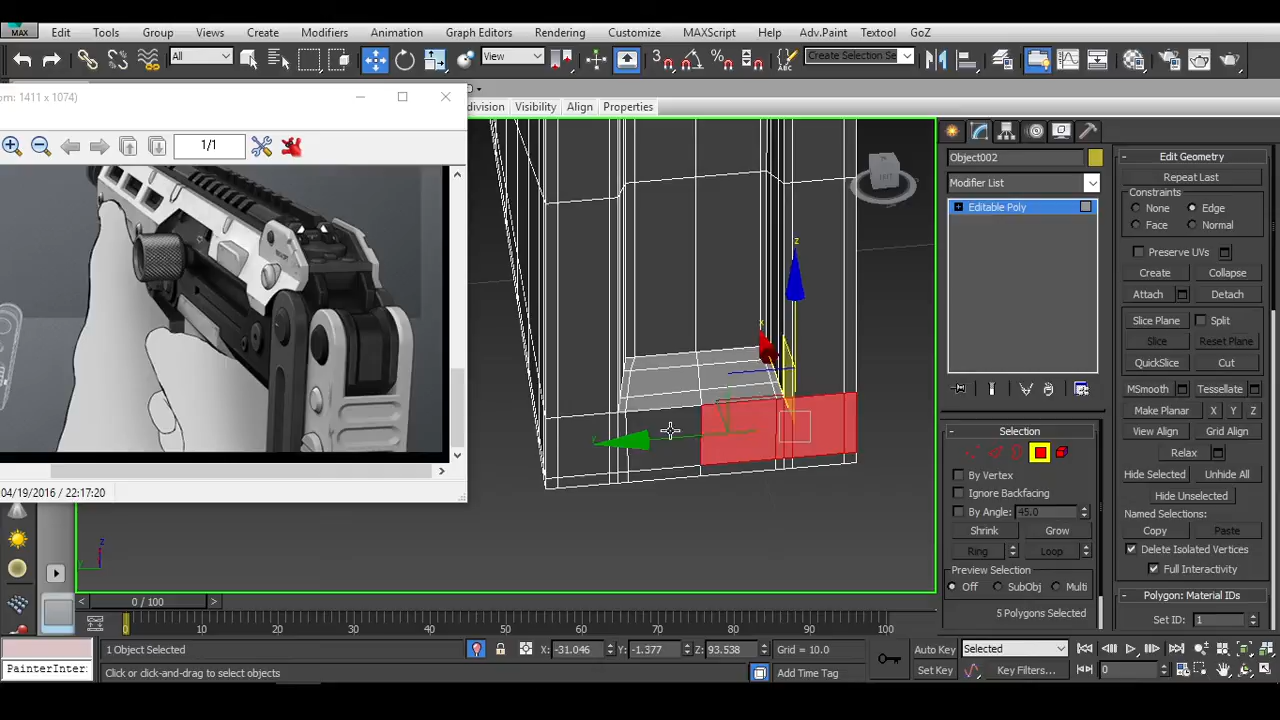 MAX Edit Tools Group Views Create Modifiers Animation Graph Editors Rendering Customize MAXScript Help Adv.Paint Textool GoZ
All View 3 Create Selection Se
om: 1411 x 1074)
division Visibility Align Properties
1/1
04/19/2016 / 22:17:20
z
x
y
z
Object002
Modifier List
Editable Poly
Selection
By Vertex
Ignore Backfacing
By Angle: 45.0
Shrink Grow
Ring Loop
Preview Selection
Off SubObj Multi
5 Polygons Selected
Edit Geometry
Repeat Last
Constraints
None Edge
Face Normal
Preserve UVs
Create Collapse
Attach Detach
Slice Plane Split
Slice Reset Plane
QuickSlice Cut
MSmooth Tessellate
Make Planar X Y Z
View Align Grid Align
Relax
Hide Selected Unhide All
Hide Unselected
Named Selections:
Copy Paste
Delete Isolated Vertices
Full Interactivity
Polygon: Material IDs
Set ID: 1
< 0 / 100 >
0 10 20 30 40 50 60 70 80 90 100
1 Object Selected X: -31.046 Y: -1.377 Z: 93.538 Grid = 10.0 Auto Key Selected
PainterInter Click or click-and-drag to select objects Add Time Tag Set Key Key Filters... 0